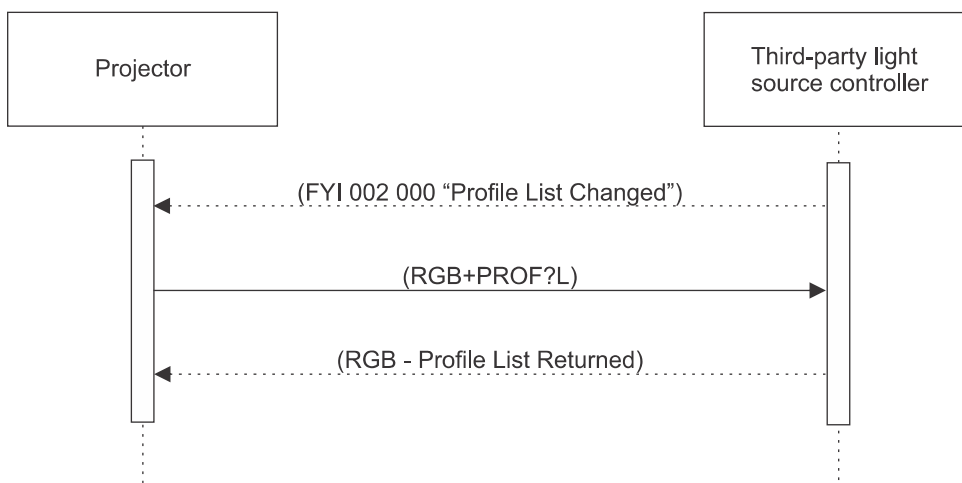 Projector
Third-party light
source controller
(FYI 002 000 “Profile List Changed”)
(RGB+PROF?L)
(RGB - Profile List Returned)